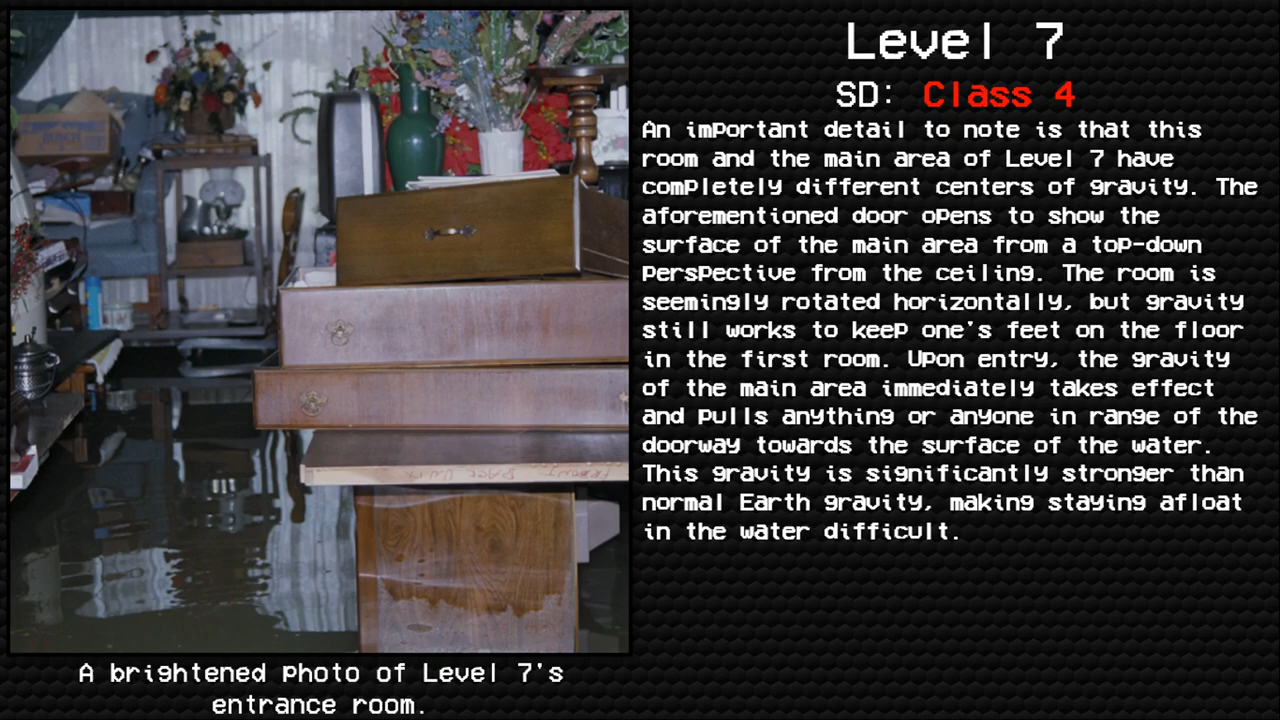 Level 7
SD: Class 4
An important detail to note is that this
room and the main area of Level 7 have
completely different centers of gravity. The
aforementioned door opens to show the
surface of the main area from a top-down
perspective from the ceiling. The room is
seemingly rotated horizontally, but gravity
still works to keep one's feet on the floor
in the first room. Upon entry, the gravity
of the main area immediately takes effect
and pulls anything or anyone in range of the
doorway towards the surface of the water.
This gravity is significantly stronger than
normal Earth gravity, making staying afloat
in the water difficult.
A brightened photo of Level 7's
entrance room.